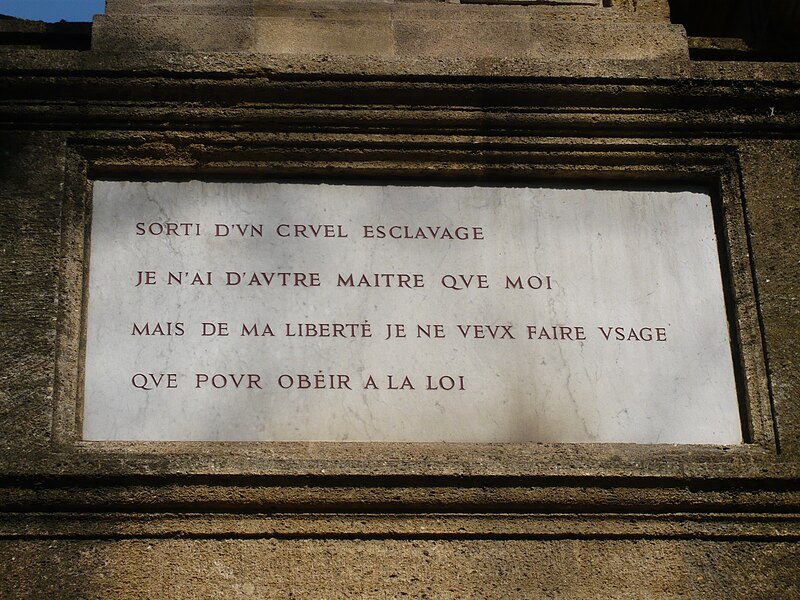 SORTI D'VN CRVEL ESCLAVAGE
JE N'AI D'AVTRE MAITRE QVE MOI
MAIS DE MA LIBERTÉ JE NE VEVX FAIRE VSAGE
QVE POVR OBÉIR A LA LOI